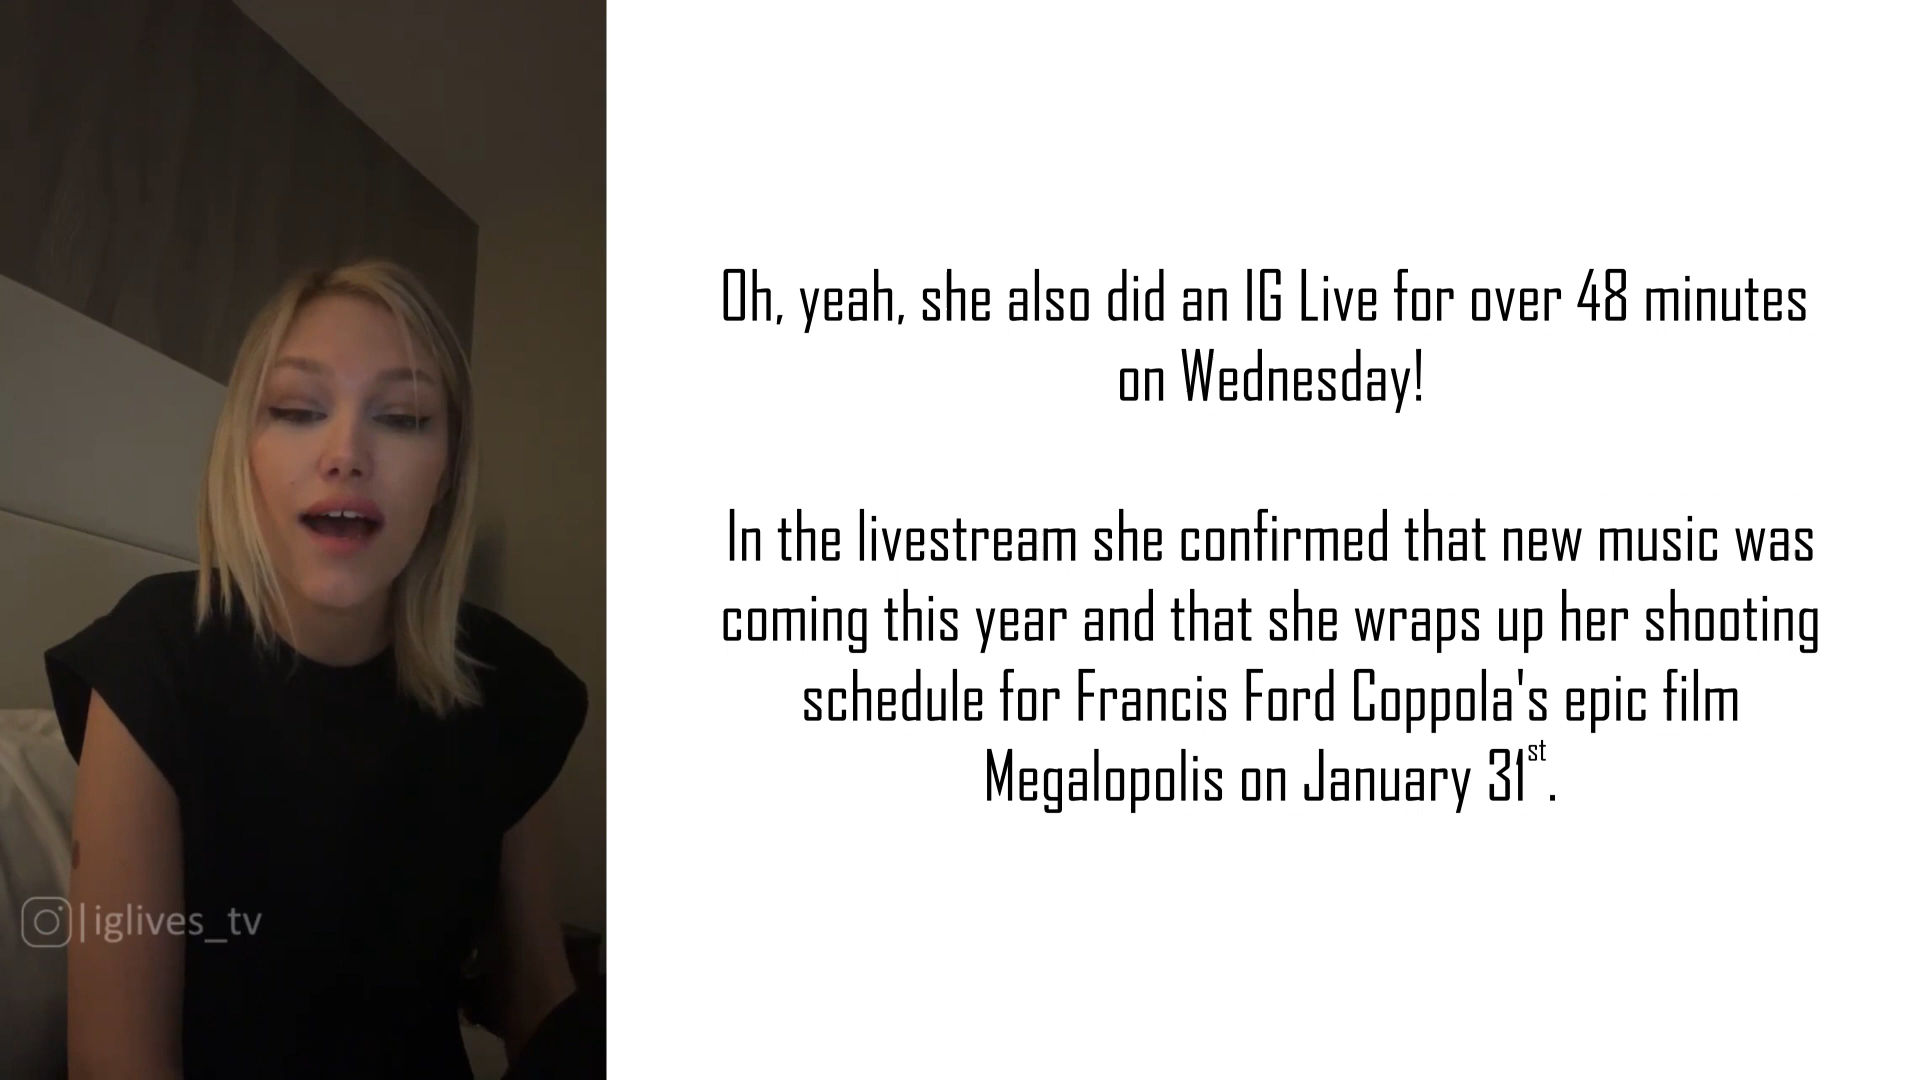 Oh, yeah, she also did an IG Live for over 48 minutes
on Wednesday!
In the livestream she confirmed that new music was
coming this year and that she wraps up her shooting
schedule for Francis Ford Coppola's epic film
Megalopolis on January 31st.
|iglives_tv